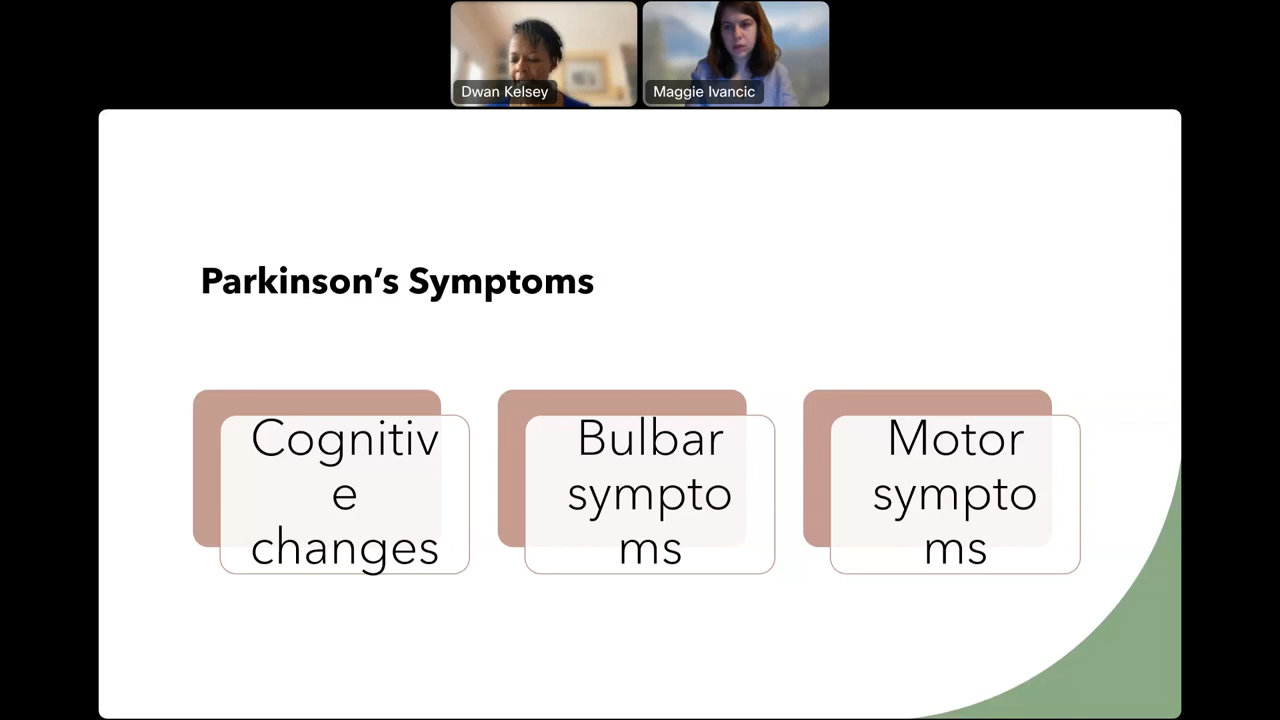 Dwan Kelsey
Maggie Ivancic
Parkinson’s Symptoms
Cognitiv
e
changes
Bulbar
sympto
ms
Motor
sympto
ms